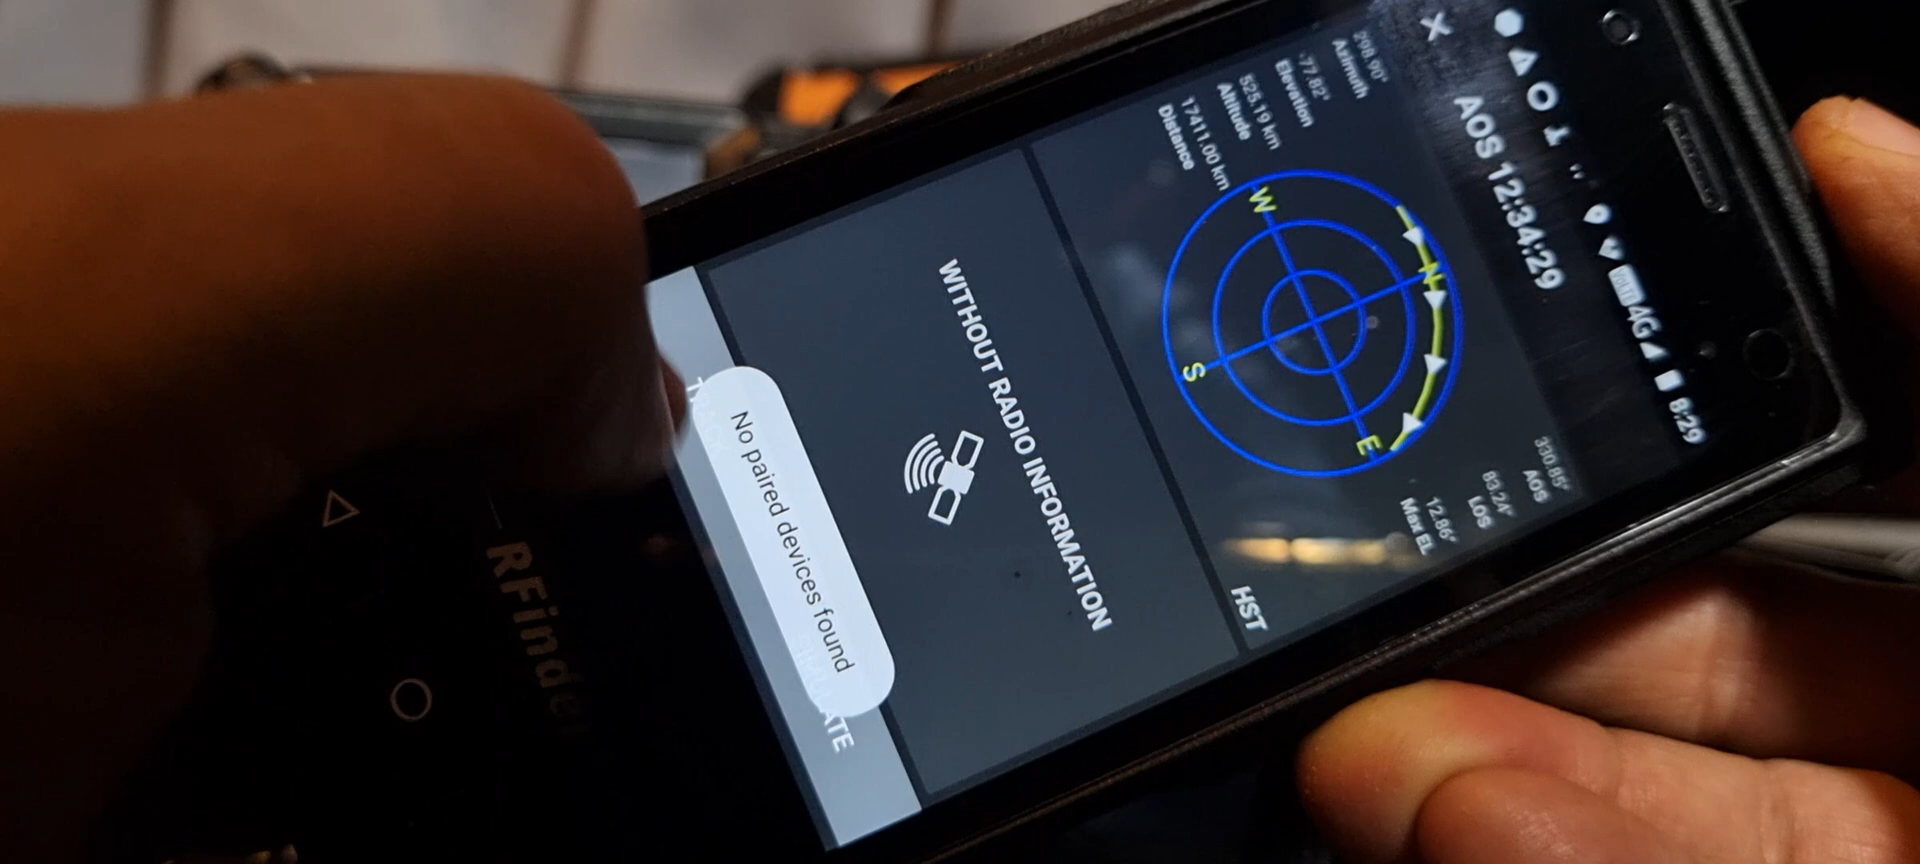 VoLTE 4G 8:29
AOS 12:34:29
298.90°
Azimuth
-77.82°
Elevation
525.19 km
Altitude
17411.00 km
Distance
330.85°
AOS
83.24°
LOS
12.86°
Max EL
N
W
E
S
HST
WITHOUT RADIO INFORMATION
No paired devices found
RFinder